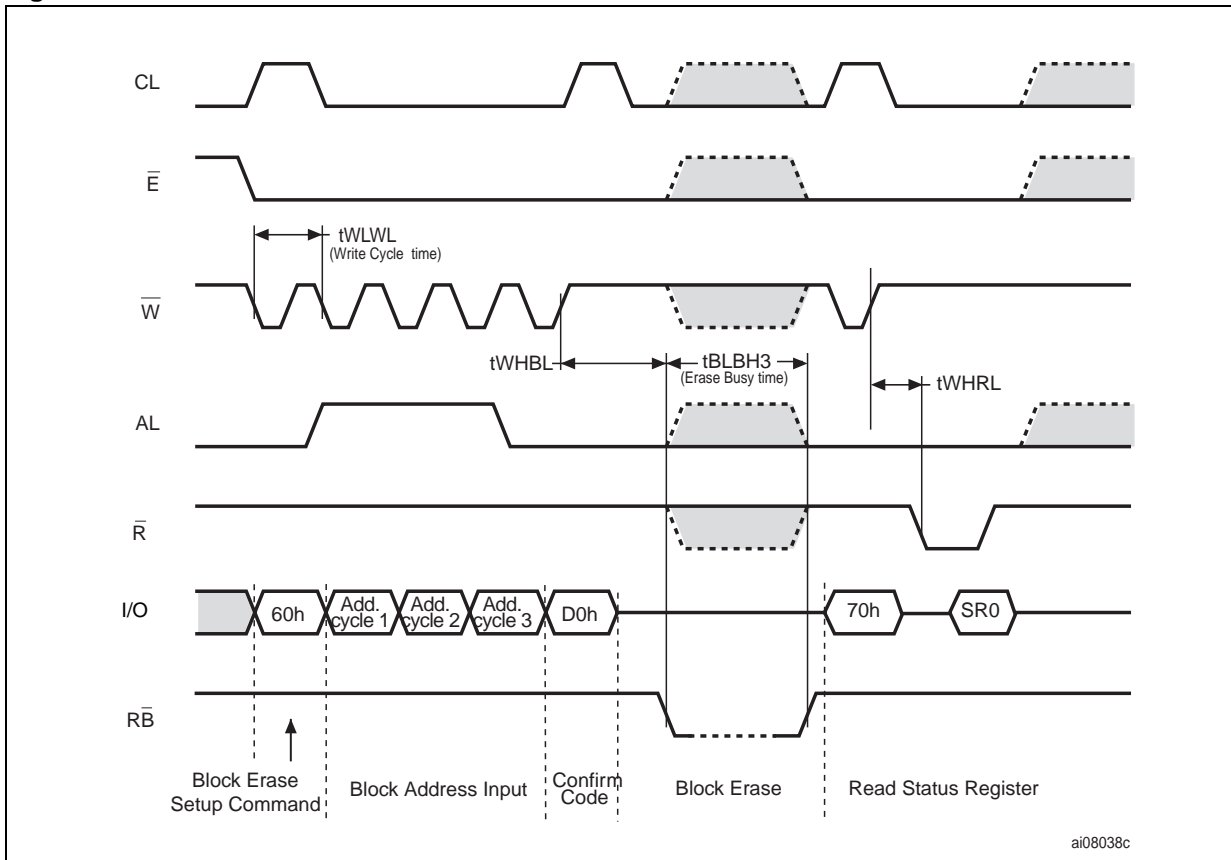 CL
E̅
tWLWL
(Write Cycle time)
W̅
tWHBL
tBLBH3
(Erase Busy time)
tWHRL
AL
R̅
I/O
60h
Add.
cycle 1
Add.
cycle 2
Add.
cycle 3
D0h
70h
SR0
RB̅
Block Erase
Setup Command
Block Address Input
Confirm
Code
Block Erase
Read Status Register
ai08038c